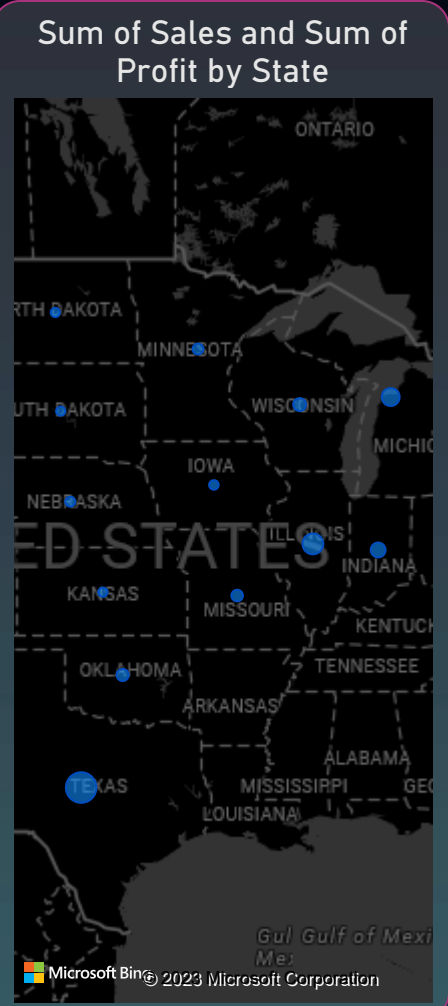 Sum of Sales and Sum of
Profit by State
ONTARIO
RTH DAKOTA
MINNESOTA
UTH DAKOTA
WISCONSIN
MICHIG
IOWA
NEBRASKA
ED STATES
ILLINOIS
INDIANA
KANSAS
MISSOURI
KENTUCK
TENNESSEE
OKLAHOMA
ARKANSAS
ALABAMA
TEXAS
MISSISSIPPI
GEO
LOUISIANA
Gul Gulf of Mexi
Me
Microsoft Bing
© 2023 Microsoft Corporation